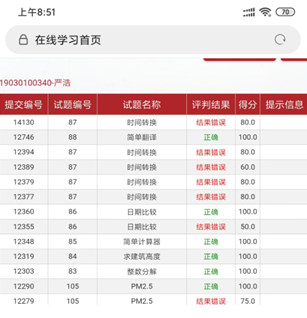 上午8:51 70
在线学习首页
19030100340-严浩
提交编号 试题编号 试题名称 评判结果 得分 提示信息
14130 87 时间转换 结果错误 80.0
12746 88 简单翻译 正确 100.0
12394 87 时间转换 结果错误 80.0
12389 87 时间转换 结果错误 60.0
12379 87 时间转换 结果错误 80.0
12377 87 时间转换 结果错误 80.0
12360 86 日期比较 正确 100.0
12355 86 日期比较 结果错误 50.0
12348 85 简单计算器 正确 100.0
12319 84 求建筑高度 正确 100.0
12303 83 整数分解 正确 100.0
12290 105 PM2.5 正确 100.0
12279 105 PM2.5 结果错误 75.0